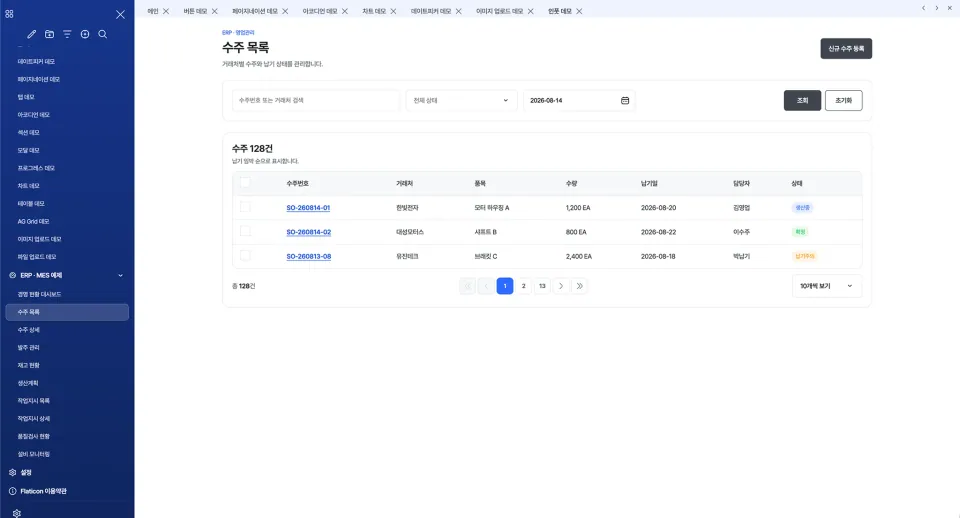 메인
버튼 데모
페이지네이션 데모
아코디언 데모
차트 데모
데이트피커 데모
이미지 업로드 데모
인풋 데모
데이트피커 데모
페이지네이션 데모
탭 데모
아코디언 데모
섹션 데모
모달 데모
프로그레스 데모
차트 데모
테이블 데모
AG Grid 데모
이미지 업로드 데모
파일 업로드 데모
ERP · MES 예제
경영 현황 대시보드
수주 목록
수주 상세
발주 관리
재고 현황
생산계획
작업지시 목록
작업지시 상세
품질검사 현황
설비 모니터링
설정
Flaticon 이용약관
ERP · 영업관리
수주 목록
거래처별 수주와 납기 상태를 관리합니다.
신규 수주 등록
수주번호 또는 거래처 검색
전체 상태
2026-08-14
조회
초기화
수주 128건
납기 임박 순으로 표시합니다.
수주번호 거래처 품목 수량 납기일 담당자 상태
SO-260814-01 한빛전자 모터 하우징 A 1,200 EA 2026-08-20 김영업 생산중
SO-260814-02 대성모터스 샤프트 B 800 EA 2026-08-22 이수주 확정
SO-260813-08 유진테크 브래킷 C 2,400 EA 2026-08-18 박납기 납기주의
총 128건
1 2 13
10개씩 보기